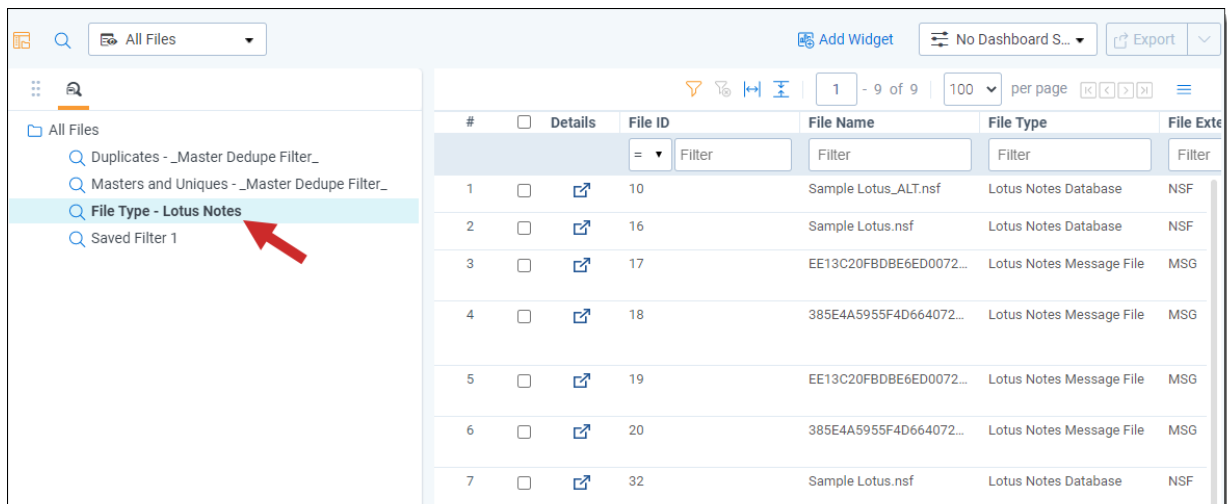 All Files Add Widget No Dashboard S... Export
1 - 9 of 9 100 per page
All Files
Duplicates - _Master Dedupe Filter_
Masters and Uniques - _Master Dedupe Filter_
File Type - Lotus Notes
Saved Filter 1
# Details File ID File Name File Type File Exte
= Filter Filter Filter Filter
1 10 Sample Lotus_ALT.nsf Lotus Notes Database NSF
2 16 Sample Lotus.nsf Lotus Notes Database NSF
3 17 EE13C20FBDBE6ED0072... Lotus Notes Message File MSG
4 18 385E4A5955F4D664072... Lotus Notes Message File MSG
5 19 EE13C20FBDBE6ED0072... Lotus Notes Message File MSG
6 20 385E4A5955F4D664072... Lotus Notes Message File MSG
7 32 Sample Lotus.nsf Lotus Notes Database NSF